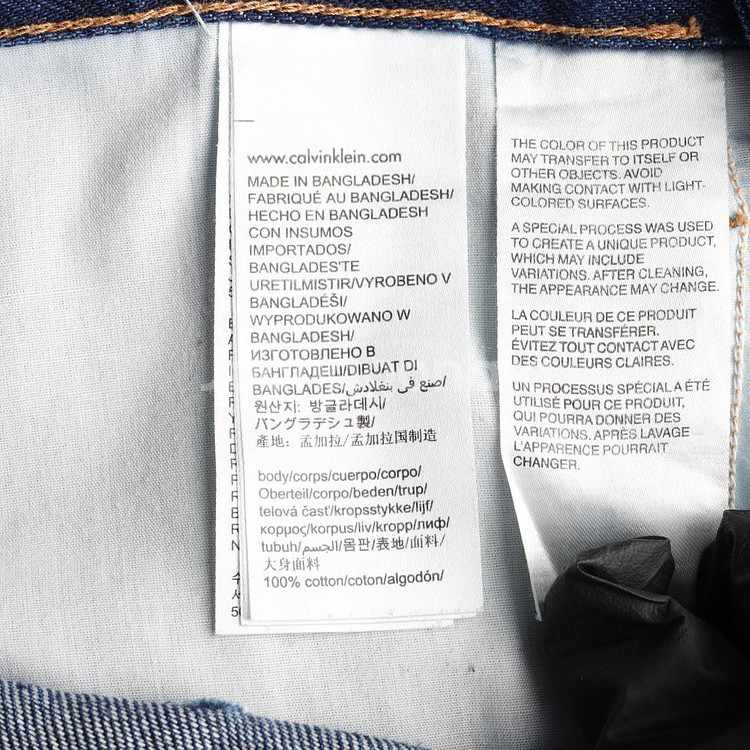 www.calvinklein.com
MADE IN BANGLADESH/
FABRIQUÉ AU BANGLADESH/
HECHO EN BANGLADESH
CON INSUMOS
IMPORTADOS/
BANGLADES'TE
URETILMISTIR/VYROBENO V
BANGLADÉŠI/
WYPRODUKOWANO W
BANGLADESH/
ИЗГОТОВЛЕНО В
БАНГЛАДЕШ/DIBUAT DI
BANGLADES/صنع في بنغلادش/
원산지: 방글라데시/
バングラデシュ製/
產地: 孟加拉/孟加拉国制造
body/corps/cuerpo/corpo/
Oberteil/corpo/beden/trup/
telová časť/kropsstykke/lijf/
κορμος/korpus/liv/kropp/лиф/
tubuh/الجسم/몸판/表地/面料/
大身面料
100% cotton/coton/algodón/
THE COLOR OF THIS PRODUCT
MAY TRANSFER TO ITSELF OR
OTHER OBJECTS. AVOID
MAKING CONTACT WITH LIGHT-
COLORED SURFACES.
A SPECIAL PROCESS WAS USED
TO CREATE A UNIQUE PRODUCT,
WHICH MAY INCLUDE
VARIATIONS. AFTER CLEANING,
THE APPEARANCE MAY CHANGE.
LA COULEUR DE CE PRODUIT
PEUT SE TRANSFÉRER.
ÉVITEZ TOUT CONTACT AVEC
DES COULEURS CLAIRES.
UN PROCESSUS SPÉCIAL A ÉTÉ
UTILISÉ POUR CE PRODUIT,
QUI POURRA DONNER DES
VARIATIONS. APRÈS LAVAGE
L'APPARENCE POURRAIT
CHANGER.